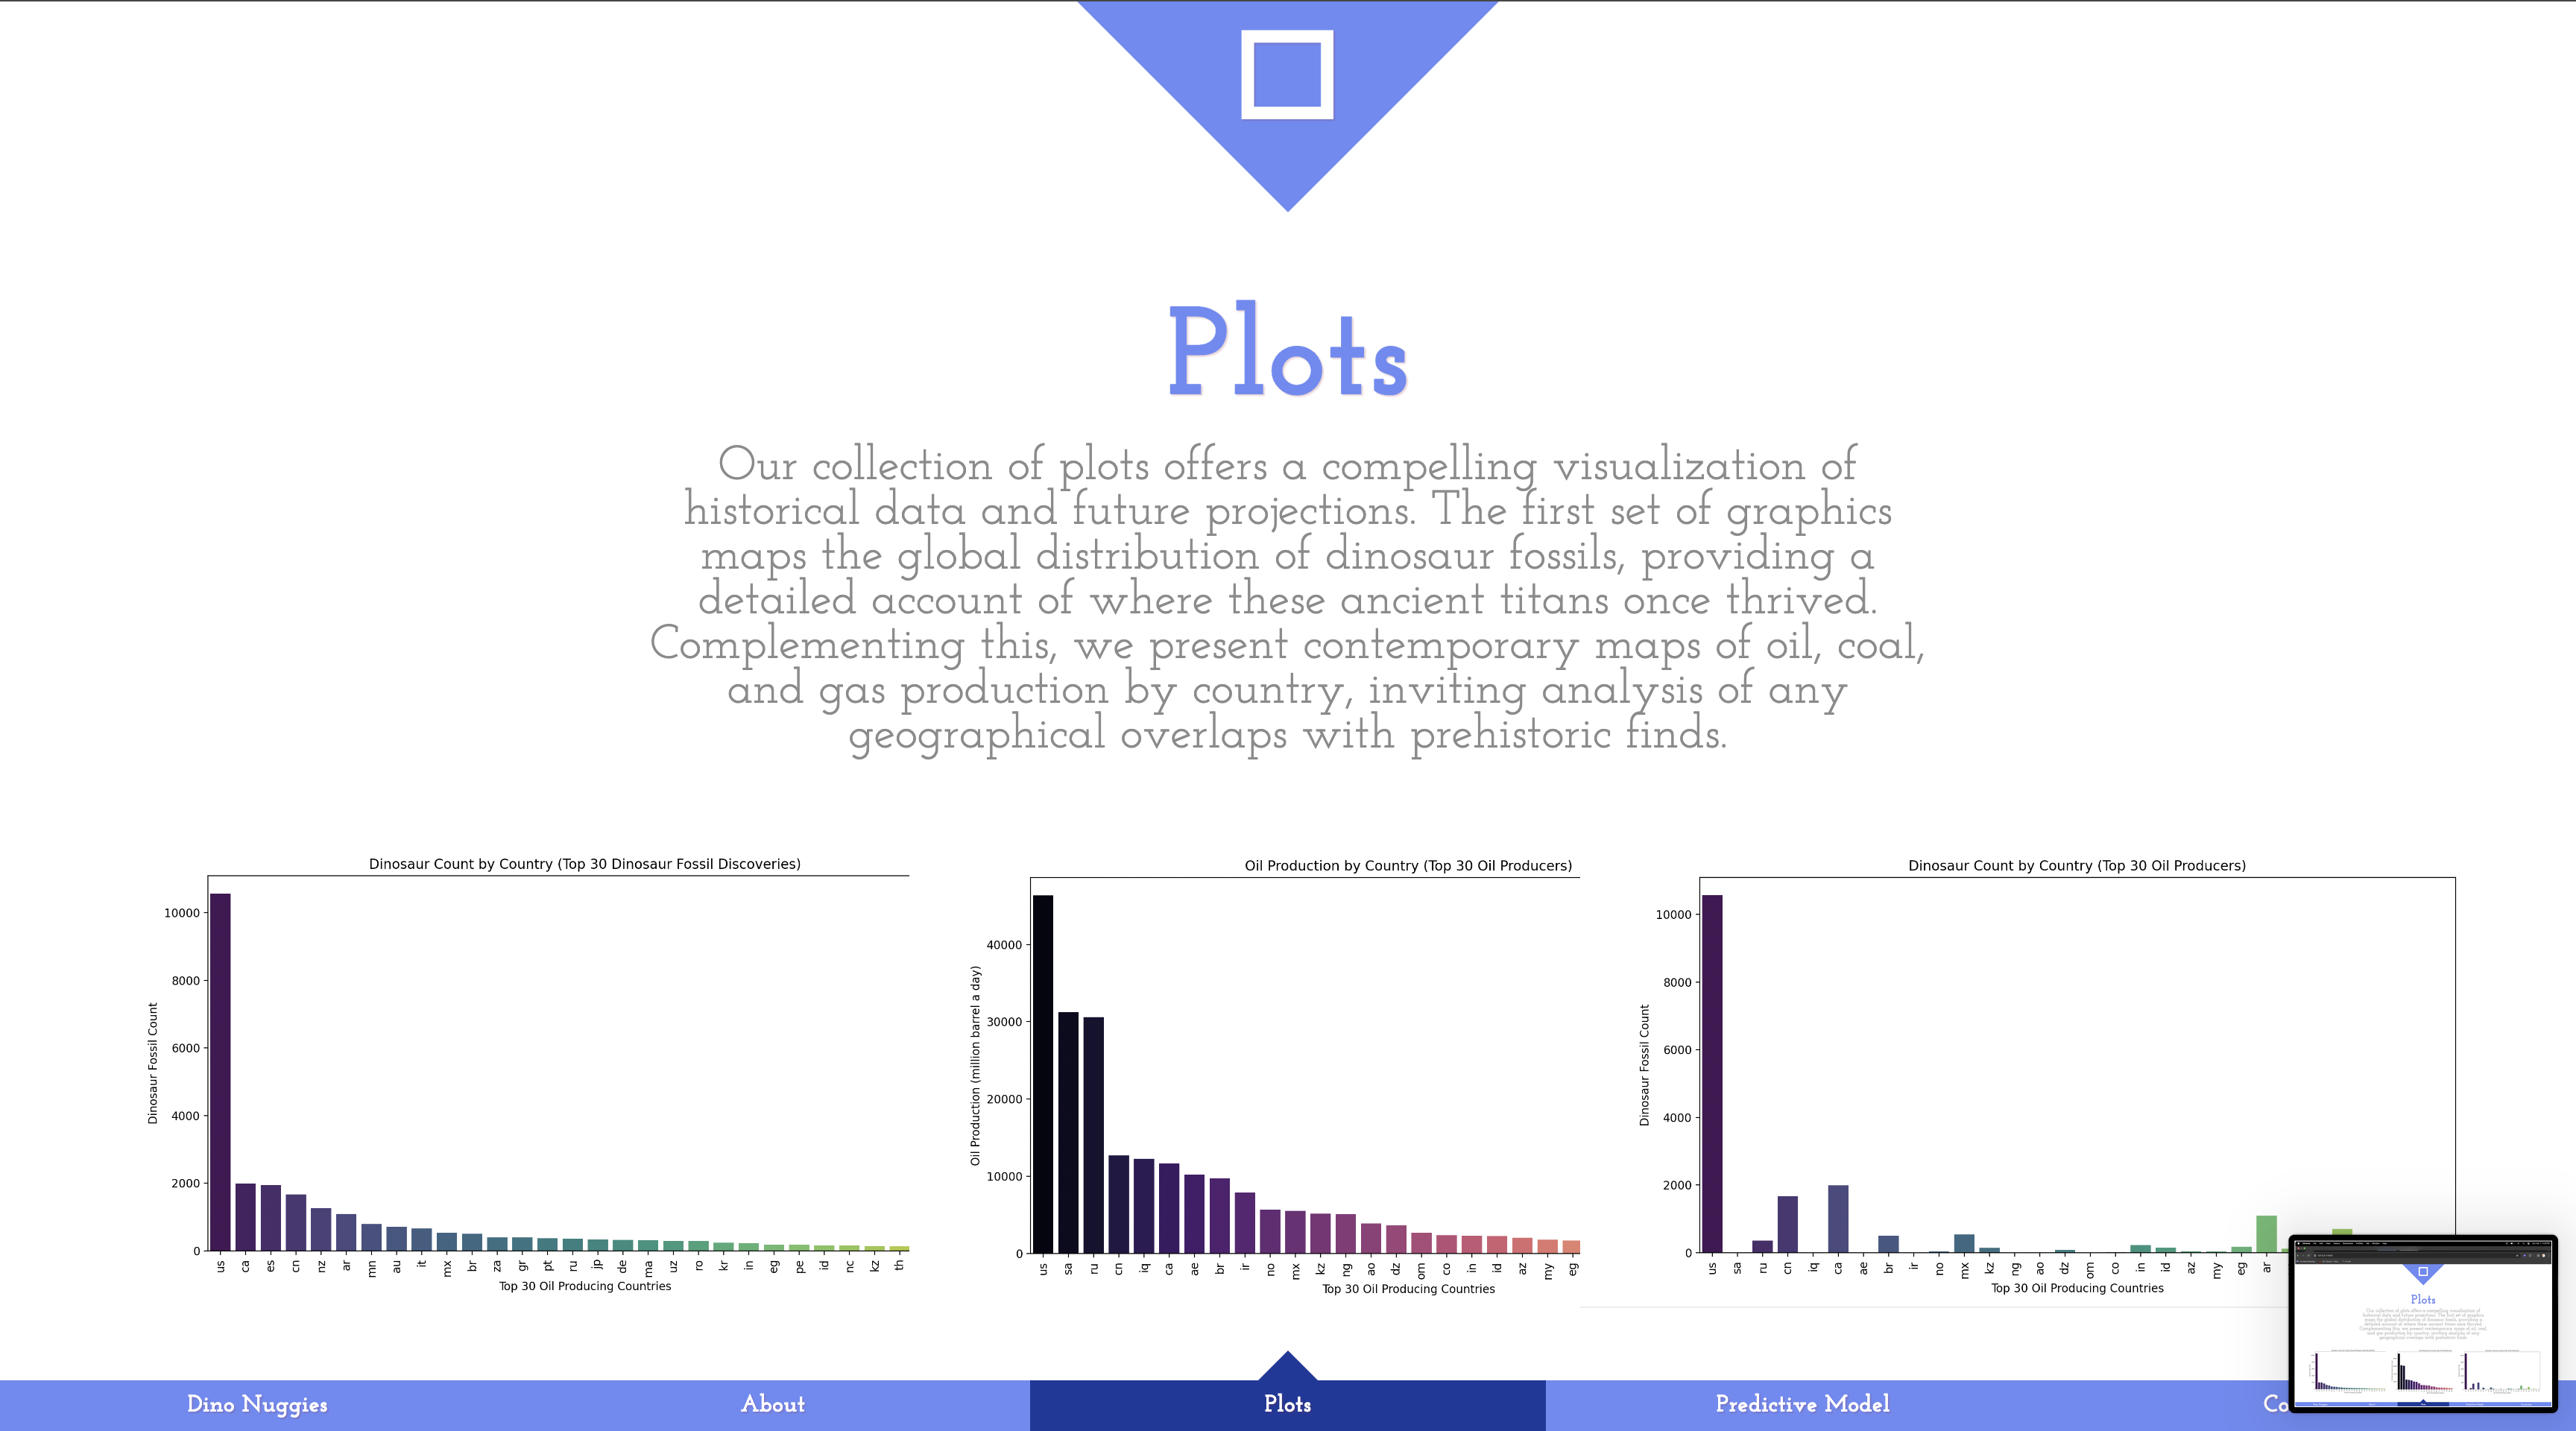 Plots
Our collection of plots offers a compelling visualization of
historical data and future projections. The first set of graphics
maps the global distribution of dinosaur fossils, providing a
detailed account of where these ancient titans once thrived.
Complementing this, we present contemporary maps of oil, coal,
and gas production by country, inviting analysis of any
geographical overlaps with prehistoric finds.
Dinosaur Count by Country (Top 30 Dinosaur Fossil Discoveries)
Dinosaur Fossil Count
10000
8000
6000
4000
2000
0
us ca es cn nz ar mn au it mx br za gr pt ru jp de ma uz ro kr in eg pe id nc kz th
Top 30 Oil Producing Countries
Oil Production by Country (Top 30 Oil Producers)
Oil Production (million barrel a day)
40000
30000
20000
10000
0
us sa ru cn iq ca ae br ir no mx kz ng ao dz om co in id az my eg
Top 30 Oil Producing Countries
Dinosaur Count by Country (Top 30 Oil Producers)
Dinosaur Fossil Count
10000
8000
6000
4000
2000
0
us sa ru cn iq ca ae br ir no mx kz ng ao dz om co in id az my eg ar
Top 30 Oil Producing Countries
Plots
Dino Nuggies
About
Plots
Predictive Model
Co